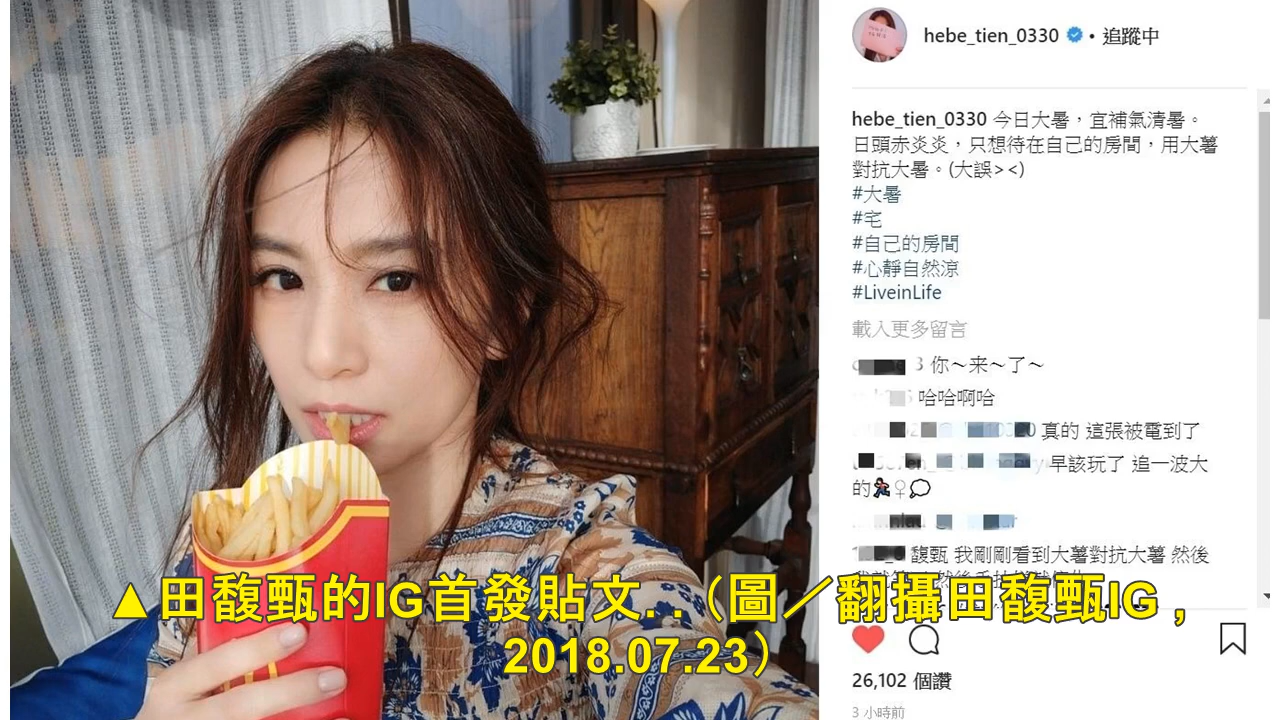 hebe_tien_0330 • 追蹤中
hebe_tien_0330 今日大暑，宜補氣清暑。
日頭赤炎炎，只想待在自己的房間，用大薯
對抗大暑。(大誤><)
#大暑
#宅
#自己的房間
#心靜自然涼
#LiveinLife
載入更多留言
3 你～来～了～
哈哈啊哈
真的 這張被電到了
早該玩了 追一波大
的
馥甄 我剛剛看到大薯對抗大薯 然後
▲田馥甄的IG首發貼文. .（圖／翻攝田馥甄IG ,
2018.07.23）
26,102 個讚
3 小時前